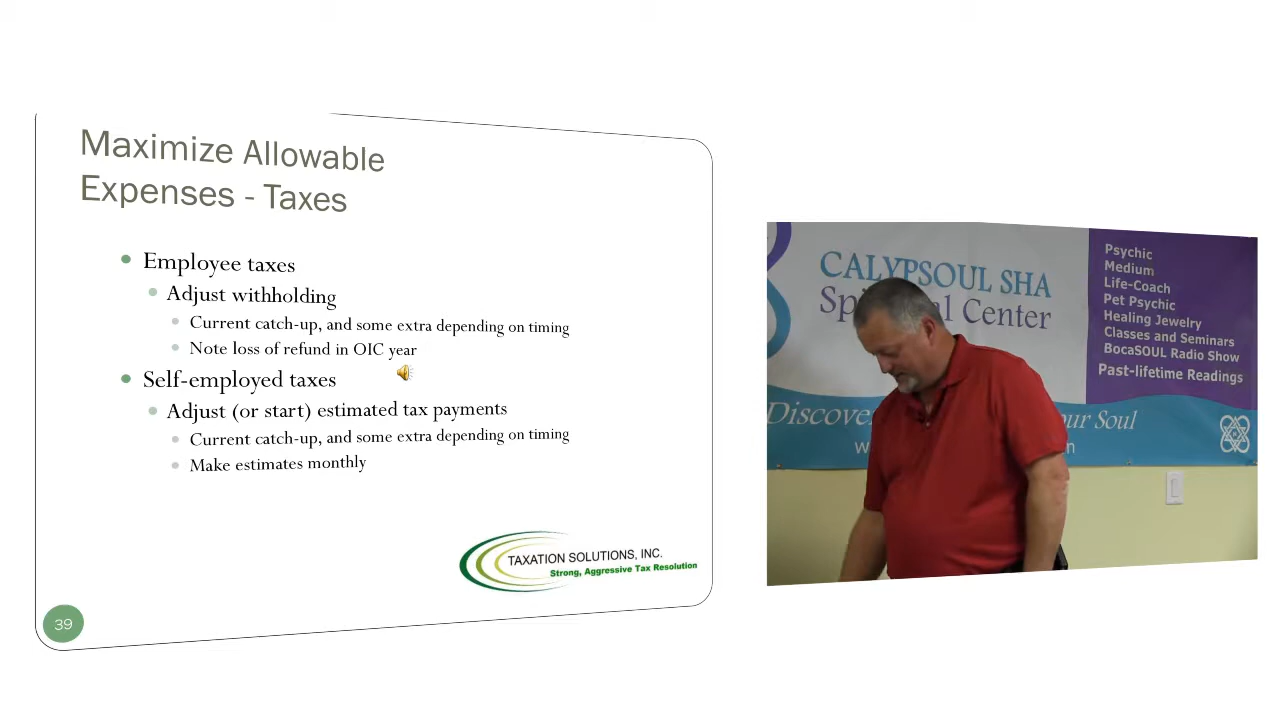 Maximize Allowable
Expenses - Taxes
Employee taxes
Adjust withholding
Current catch-up, and some extra depending on timing
Note loss of refund in OIC year
Self-employed taxes
Adjust (or start) estimated tax payments
Current catch-up, and some extra depending on timing
Make estimates monthly
TAXATION SOLUTIONS, INC.
Strong, Aggressive Tax Resolution
39
CALYPSOUL SHA
Center
Discove
our Soul
Psychic
Medium
Life-Coach
Pet Psychic
Healing Jewelry
Classes and Seminars
BocaSOUL Radio Show
Past-lifetime Readings